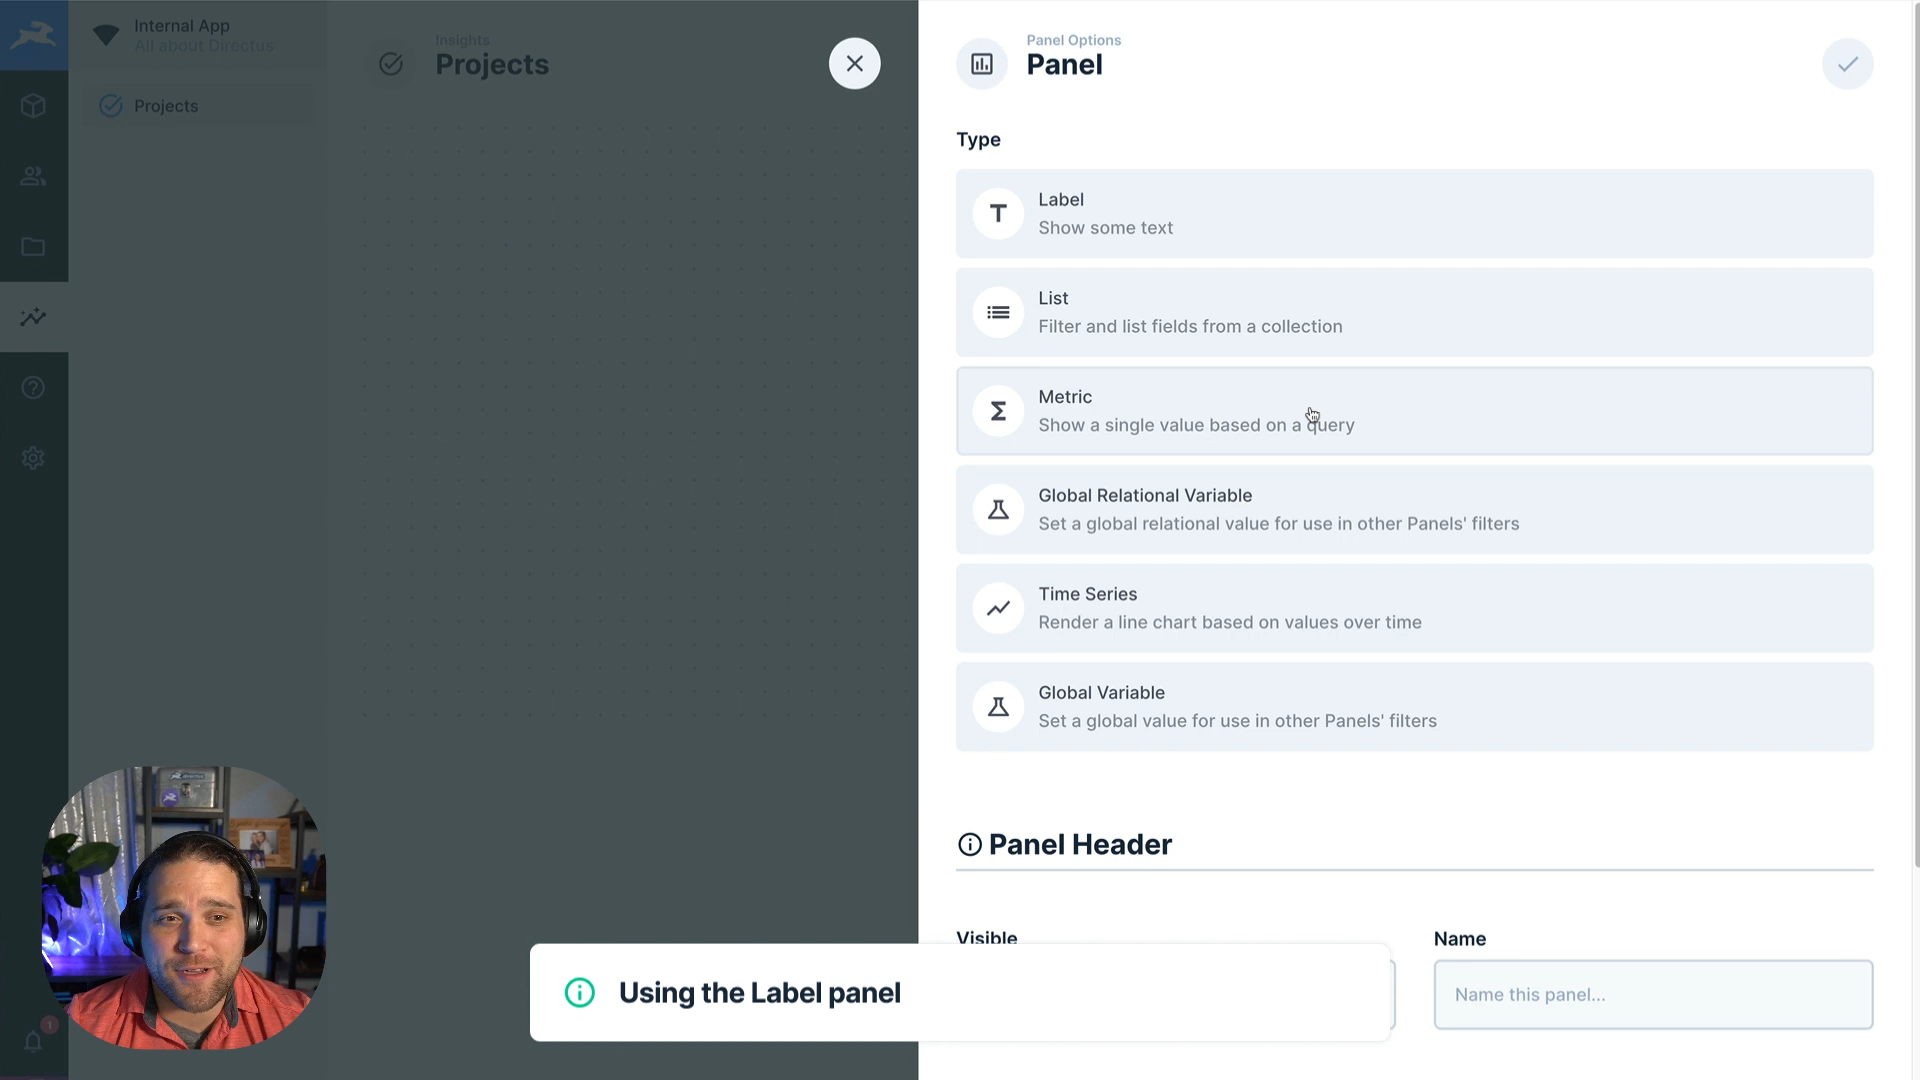 Internal App
All about Directus
Projects
Insights
Projects
Panel Options
Panel
Type
Label
Show some text
List
Filter and list fields from a collection
Metric
Show a single value based on a query
Global Relational Variable
Set a global relational value for use in other Panels' filters
Time Series
Render a line chart based on values over time
Global Variable
Set a global value for use in other Panels' filters
Panel Header
Visible
Name
Name this panel...
Using the Label panel
1